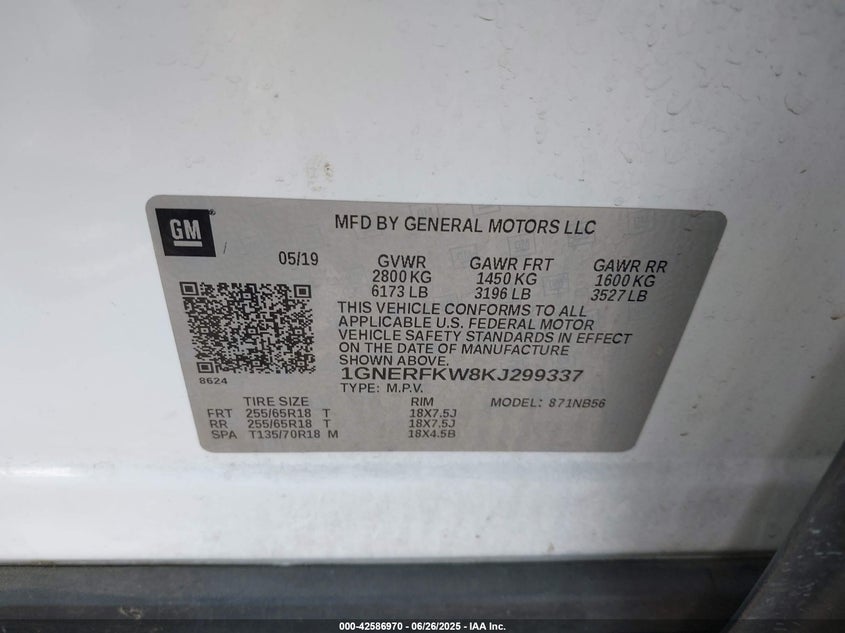 GM
MFD BY GENERAL MOTORS LLC
05/19
GVWR GAWR FRT GAWR RR
2800 KG 1450 KG 1600 KG
6173 LB 3196 LB 3527 LB
THIS VEHICLE CONFORMS TO ALL
APPLICABLE U.S. FEDERAL MOTOR
VEHICLE SAFETY STANDARDS IN EFFECT
ON THE DATE OF MANUFACTURE
SHOWN ABOVE.
8624
1GNERFKW8KJ299337
TYPE: M.P.V.
TIRE SIZE RIM MODEL: 871NB56
FRT 255/65R18 T 18X7.5J
RR 255/65R18 T 18X7.5J
SPA T135/70R18 M 18X4.5B
000-42586970 - 06/26/2025 - IAA Inc.